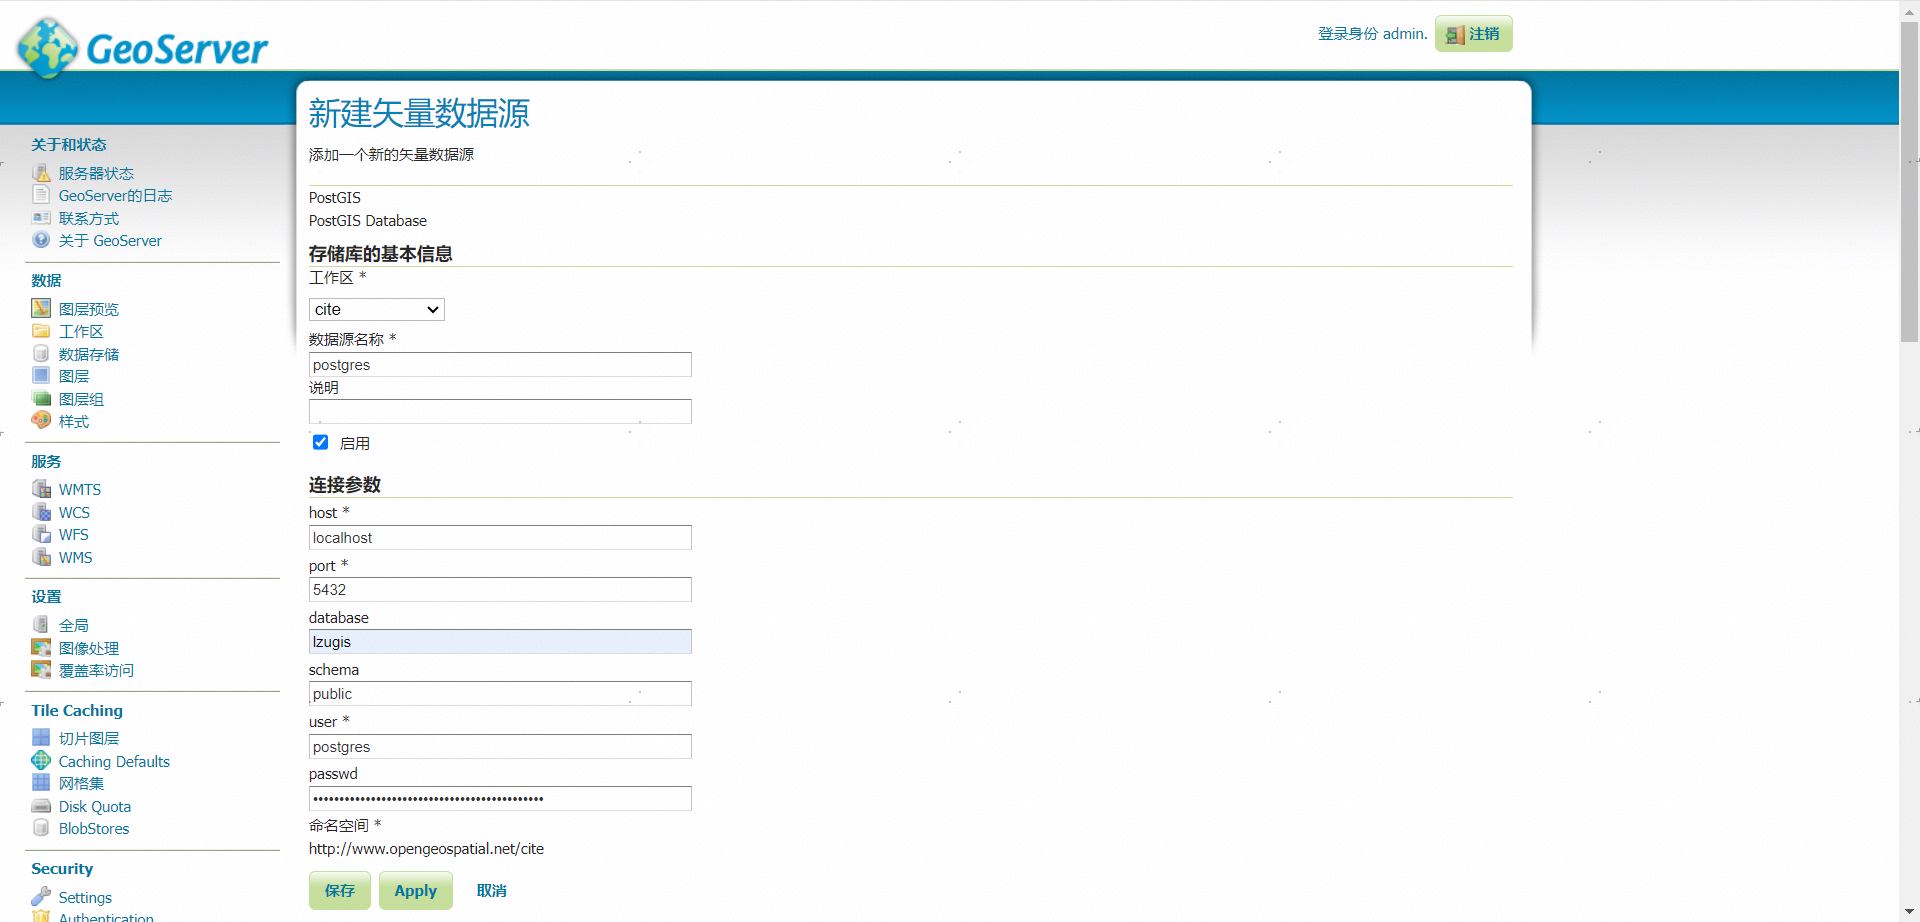 GeoServer
登录身份 admin.
注销
关于和状态
服务器状态
GeoServer的日志
联系方式
关于 GeoServer
数据
图层预览
工作区
数据存储
图层
图层组
样式
服务
WMTS
WCS
WFS
WMS
设置
全局
图像处理
覆盖率访问
Tile Caching
切片图层
Caching Defaults
网格集
Disk Quota
BlobStores
Security
Settings
Authentication
新建矢量数据源
添加一个新的矢量数据源
PostGIS
PostGIS Database
存储库的基本信息
工作区 *
cite
数据源名称 *
postgres
说明
启用
连接参数
host *
localhost
port *
5432
database
lzugis
schema
public
user *
postgres
passwd
命名空间 *
http://www.opengeospatial.net/cite
保存
Apply
取消